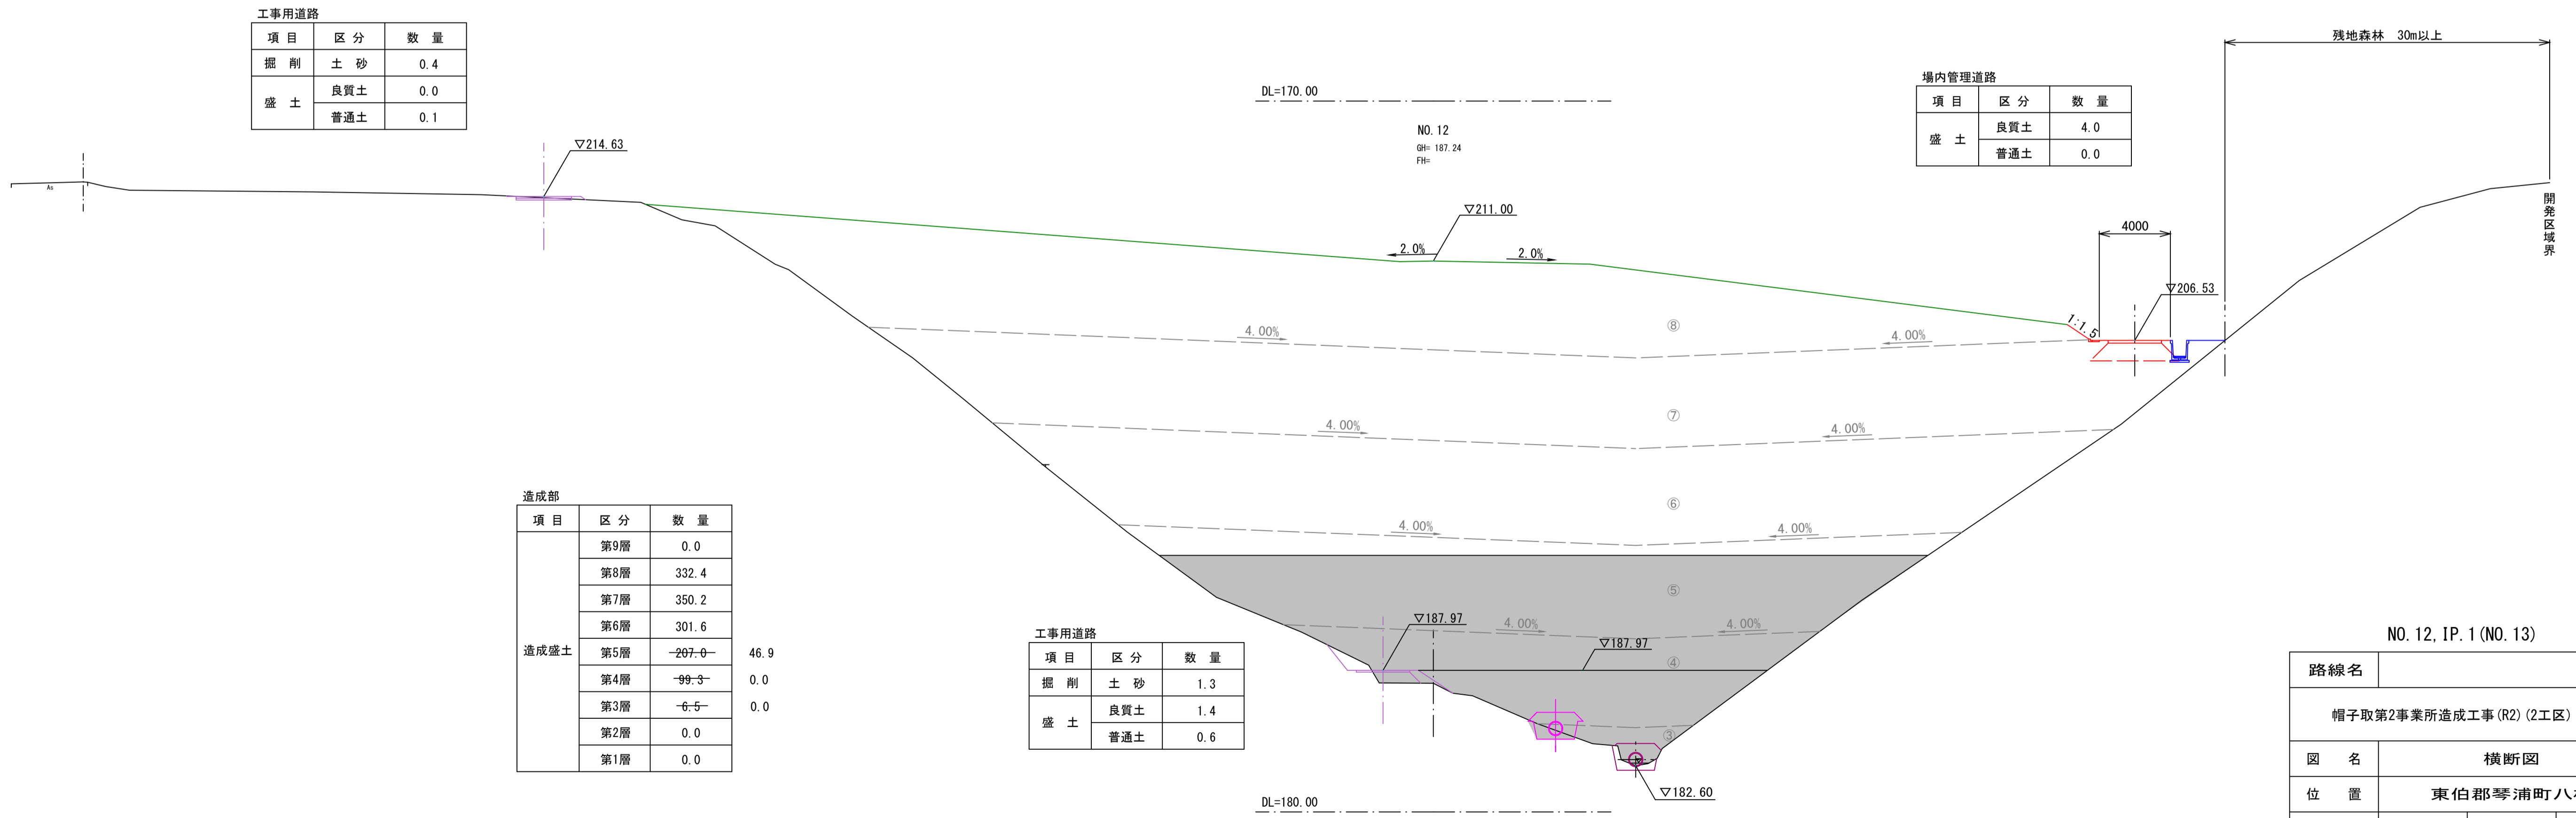 工事用道路
項 目 区 分 数 量
掘 削 土 砂 0.4
盛 土 良質土 0.0
普通土 0.1
残地森林 30m以上
場内管理道路
項 目 区 分 数 量
盛 土 良質土 4.0
普通土 0.0
DL=170.00
NO.12
GH= 187.24
FH=
▽214.63
As
▽211.00
2.0%
2.0%
4000
開発区域界
▽206.53
1:1.5
⑧
4.00%
4.00%
⑦
4.00%
4.00%
⑥
4.00%
4.00%
造成部
項 目 区 分 数 量
造成盛土
第9層 0.0
第8層 332.4
第7層 350.2
第6層 301.6
第5層 207.0 46.9
第4層 99.3 0.0
第3層 6.5 0.0
第2層 0.0
第1層 0.0
⑤
▽187.97
4.00%
4.00%
▽187.97
④
③
▽182.60
工事用道路
項 目 区 分 数 量
掘 削 土 砂 1.3
盛 土 良質土 1.4
普通土 0.6
DL=180.00
NO.12,IP.1(NO.13)
路線名
帽子取第2事業所造成工事(R2)(2工区)
図 名 横断図
位 置 東伯郡琴浦町八